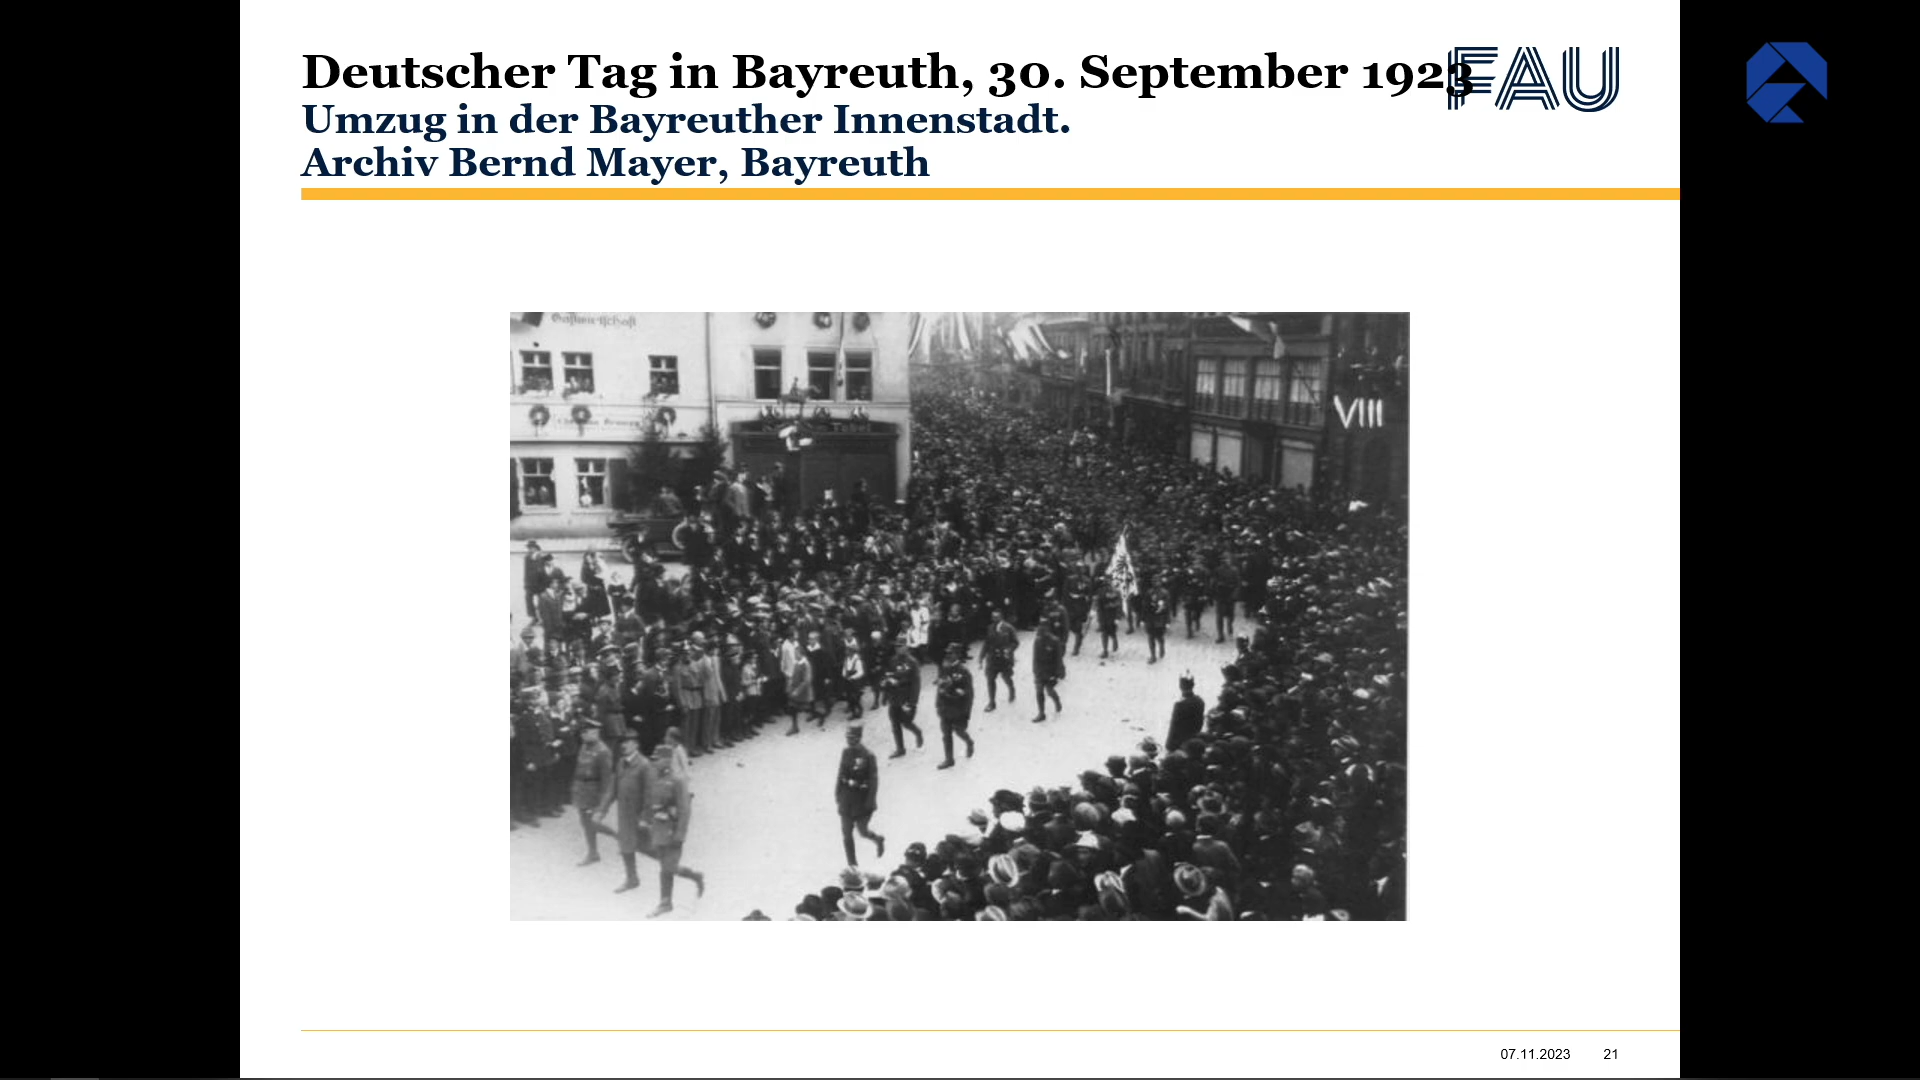 Deutscher Tag in Bayreuth, 30. September 1923
FAU
Umzug in der Bayreuther Innenstadt.
Archiv Bernd Mayer, Bayreuth
Gastwirtschaft
VIII
07.11.2023 21